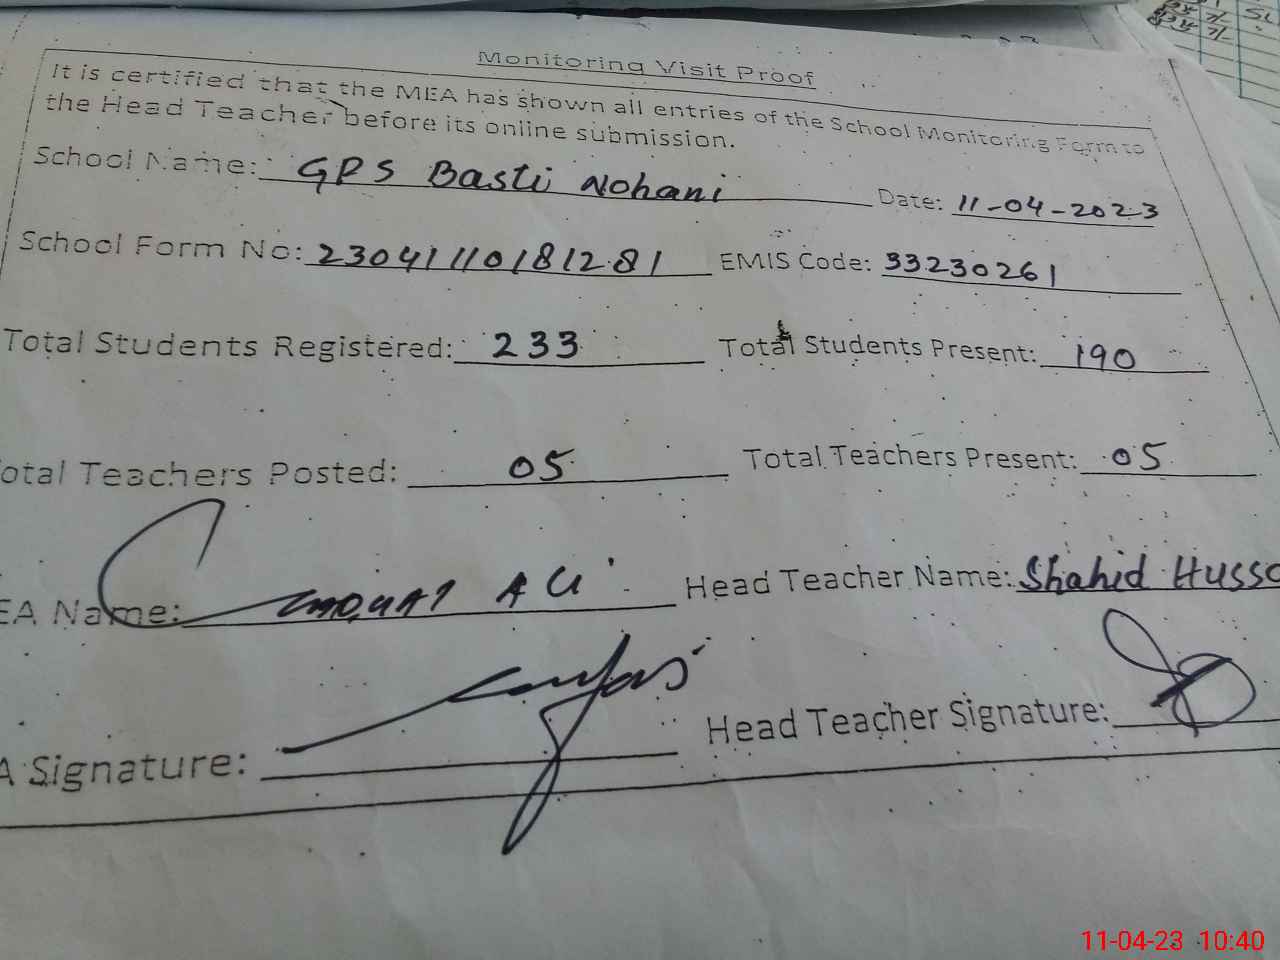 Monitoring Visit Proof
It is certified that the MEA has shown all entries of the School Monitoring Form to
the Head Teacher before its online submission.
School Name: GPS Basti Nohani Date: 11-04-2023
School Form No: 23041110181281 EMIS Code: 33230261
Total Students Registered: 233 Total Students Present: 190
otal Teachers Posted: 05 Total Teachers Present: 05
EA Name: Ali Head Teacher Name: Shahid Hussa
A Signature: Head Teacher Signature:
11-04-23 10:40